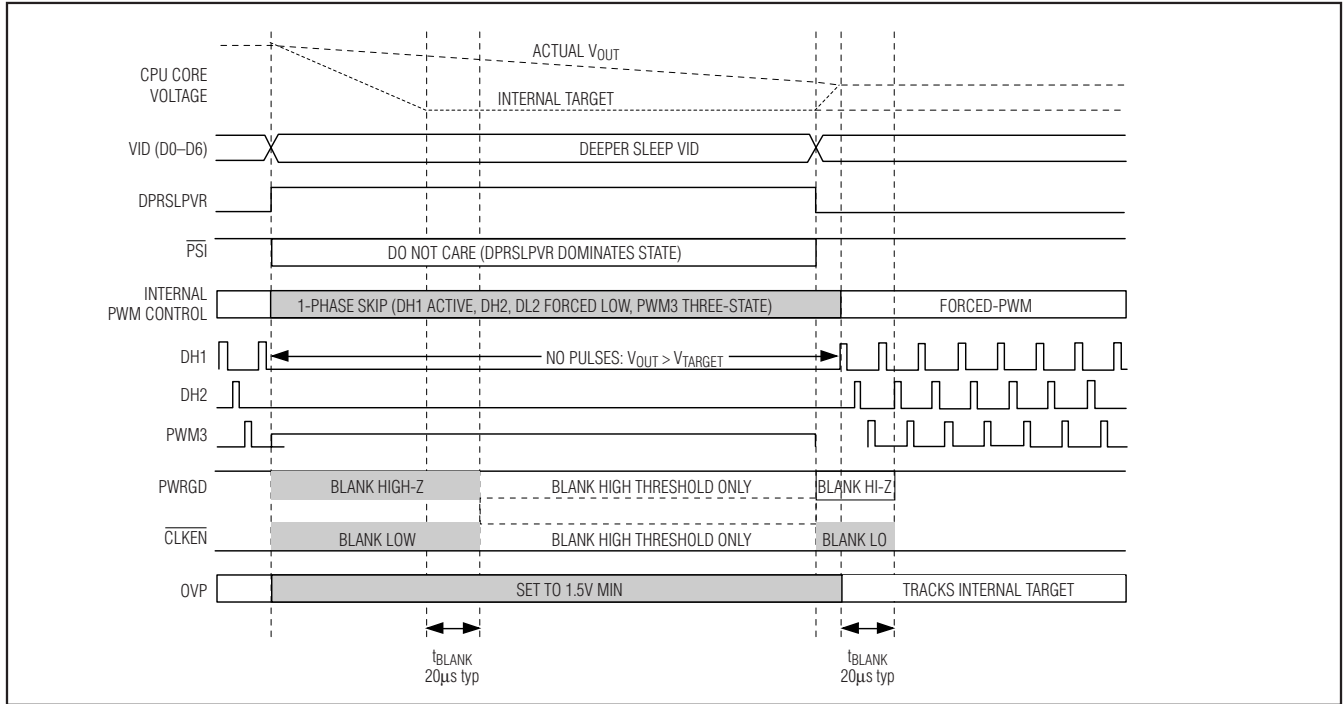 ACTUAL VOUT
CPU CORE
VOLTAGE
INTERNAL TARGET
VID (D0–D6)
DEEPER SLEEP VID
DPRSLPVR
PSI
DO NOT CARE (DPRSLPVR DOMINATES STATE)
INTERNAL
PWM CONTROL
1-PHASE SKIP (DH1 ACTIVE, DH2, DL2 FORCED LOW, PWM3 THREE-STATE)
FORCED-PWM
DH1
NO PULSES: VOUT > VTARGET
DH2
PWM3
PWRGD
BLANK HIGH-Z
BLANK HIGH THRESHOLD ONLY
BLANK HI-Z
CLKEN
BLANK LOW
BLANK HIGH THRESHOLD ONLY
BLANK LO
OVP
SET TO 1.5V MIN
TRACKS INTERNAL TARGET
tBLANK
20µs typ
tBLANK
20µs typ